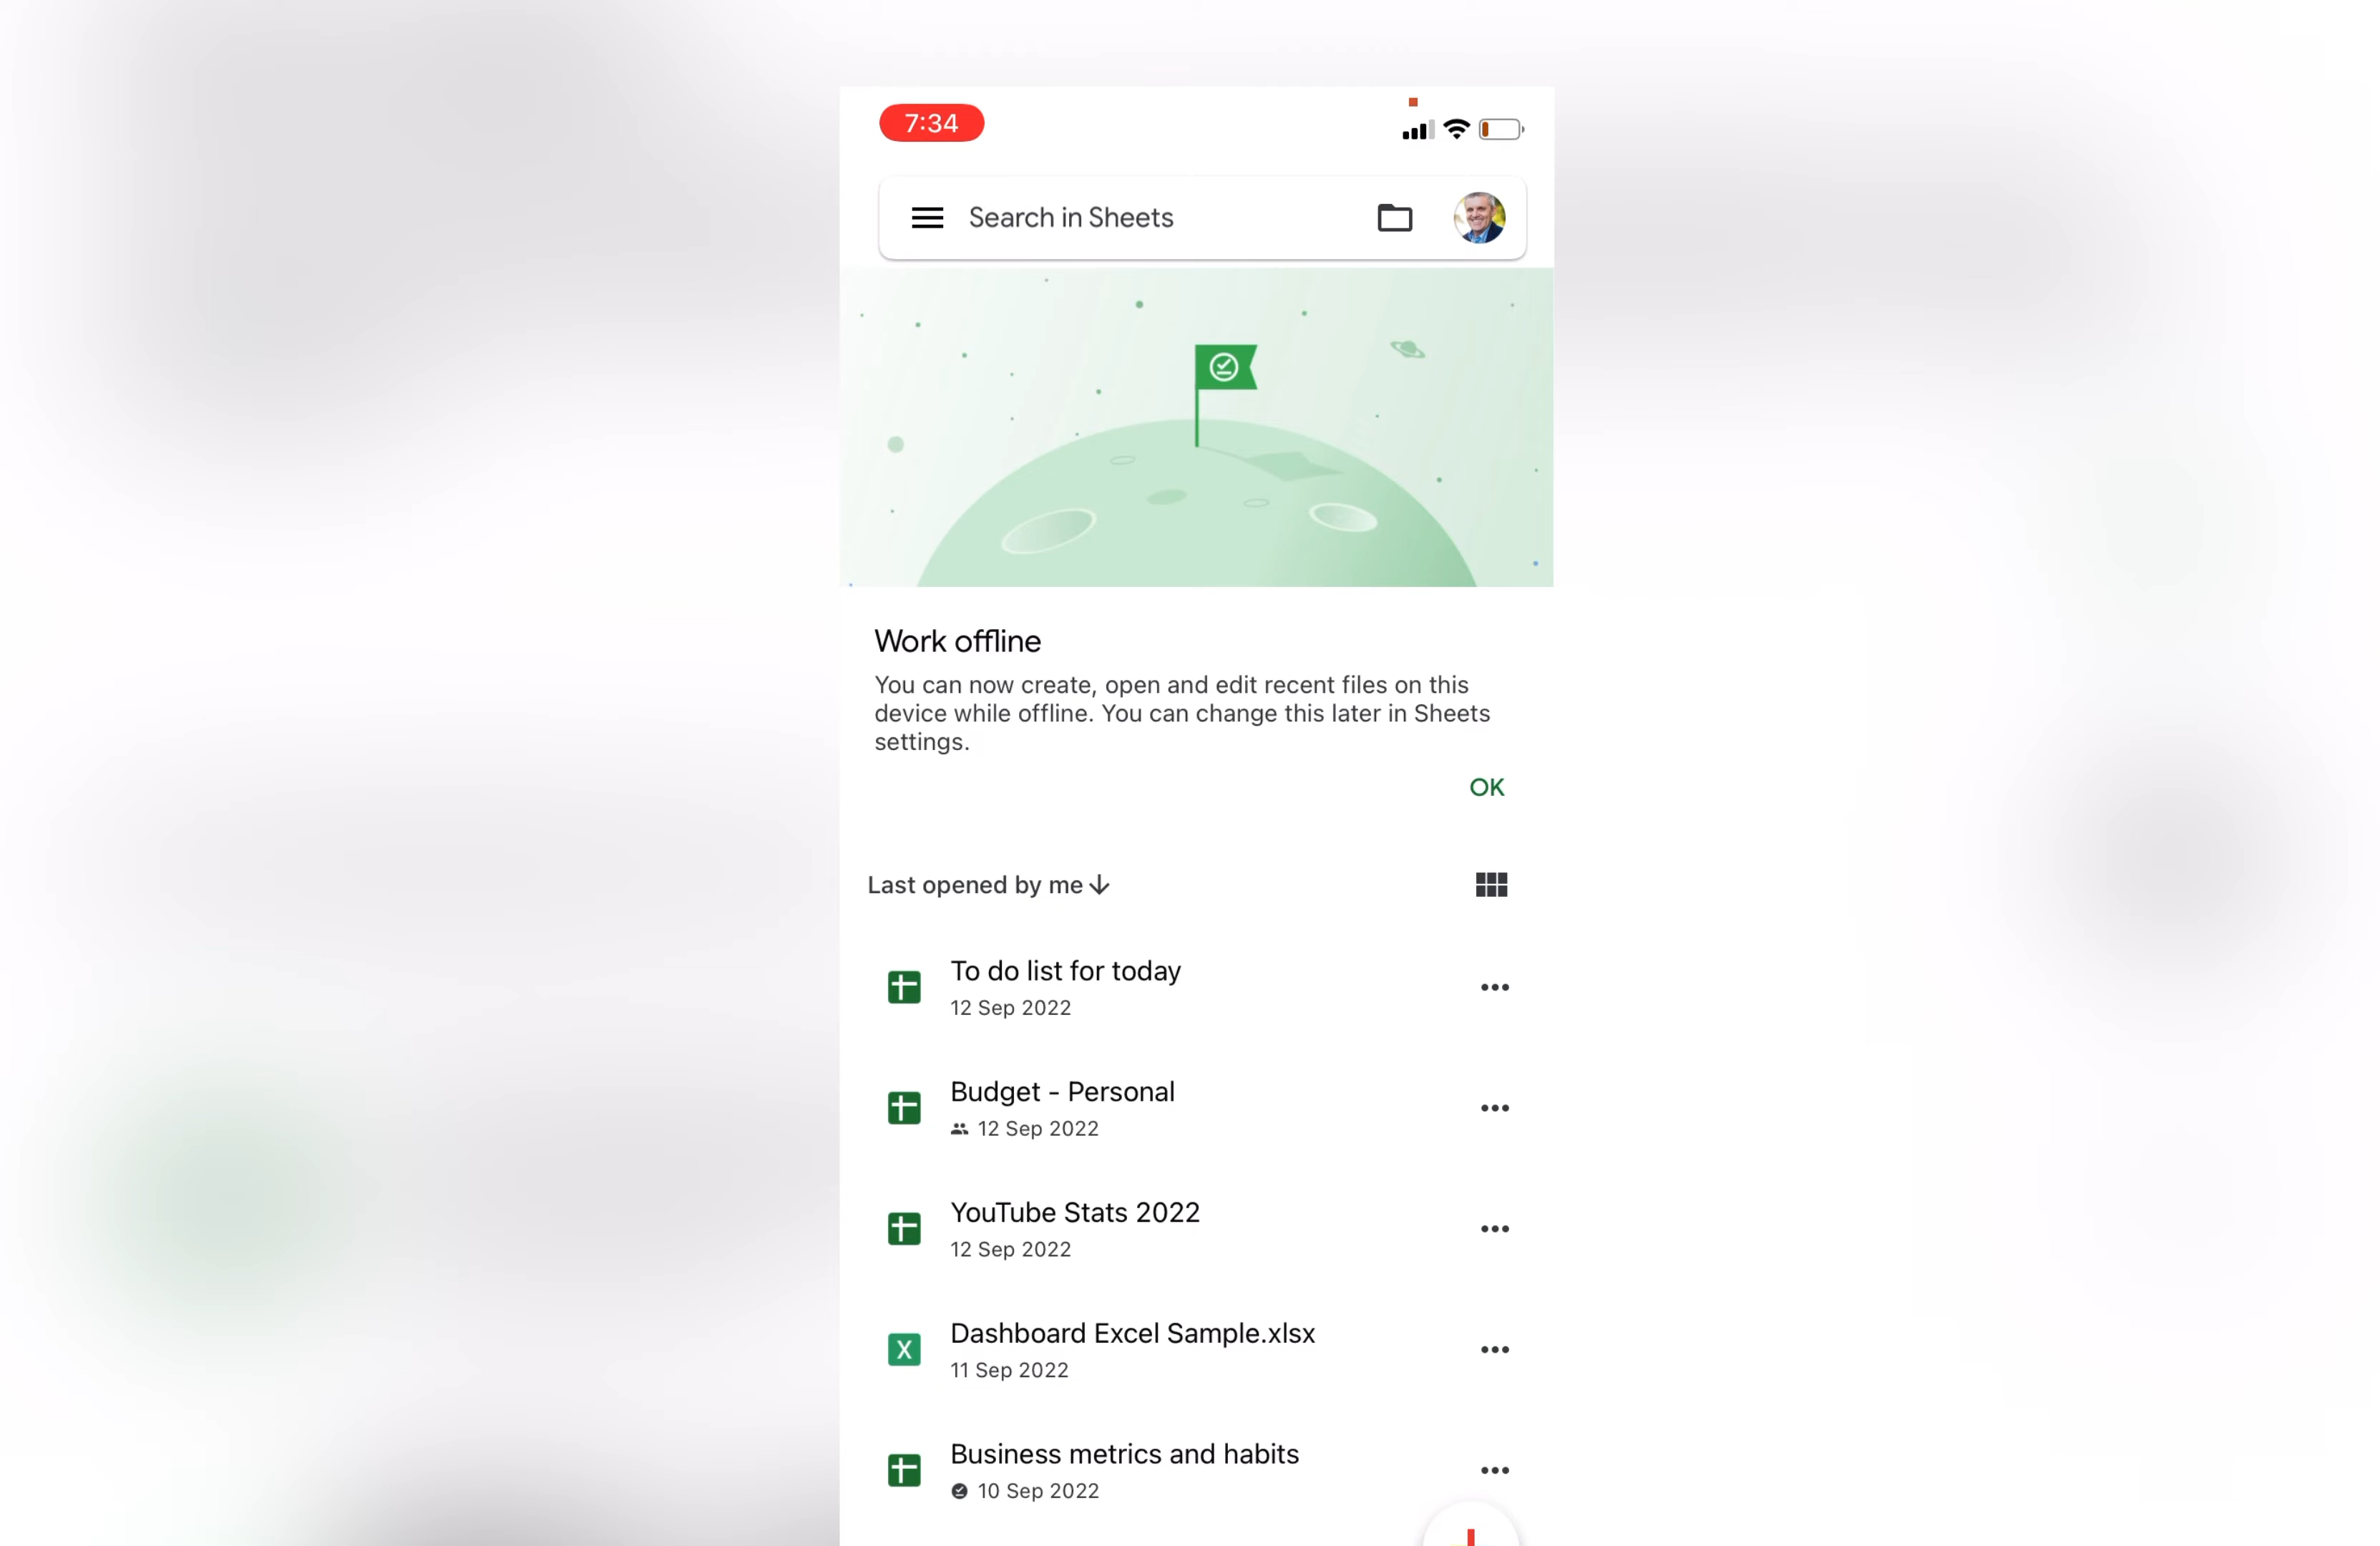 7:34
Search in Sheets
Work offline
You can now create, open and edit recent files on this
device while offline. You can change this later in Sheets
settings.
OK
Last opened by me
To do list for today
12 Sep 2022
Budget - Personal
12 Sep 2022
YouTube Stats 2022
12 Sep 2022
X
Dashboard Excel Sample.xlsx
11 Sep 2022
Business metrics and habits
10 Sep 2022